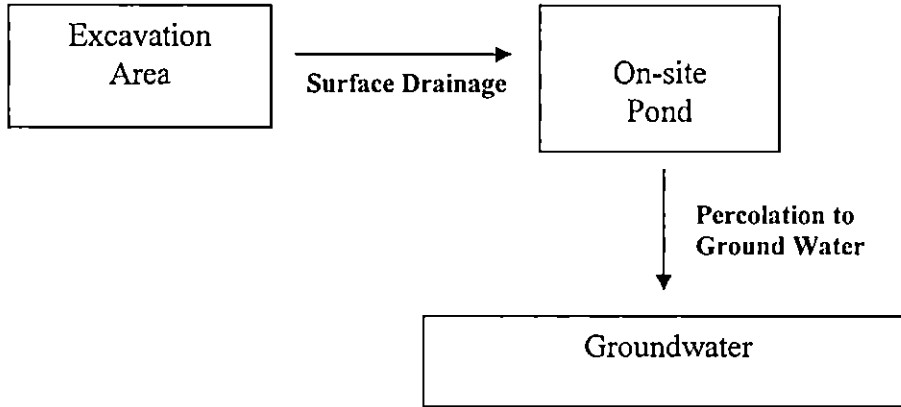 Excavation
Area
Surface Drainage
On-site
Pond
Percolation to
Ground Water
Groundwater